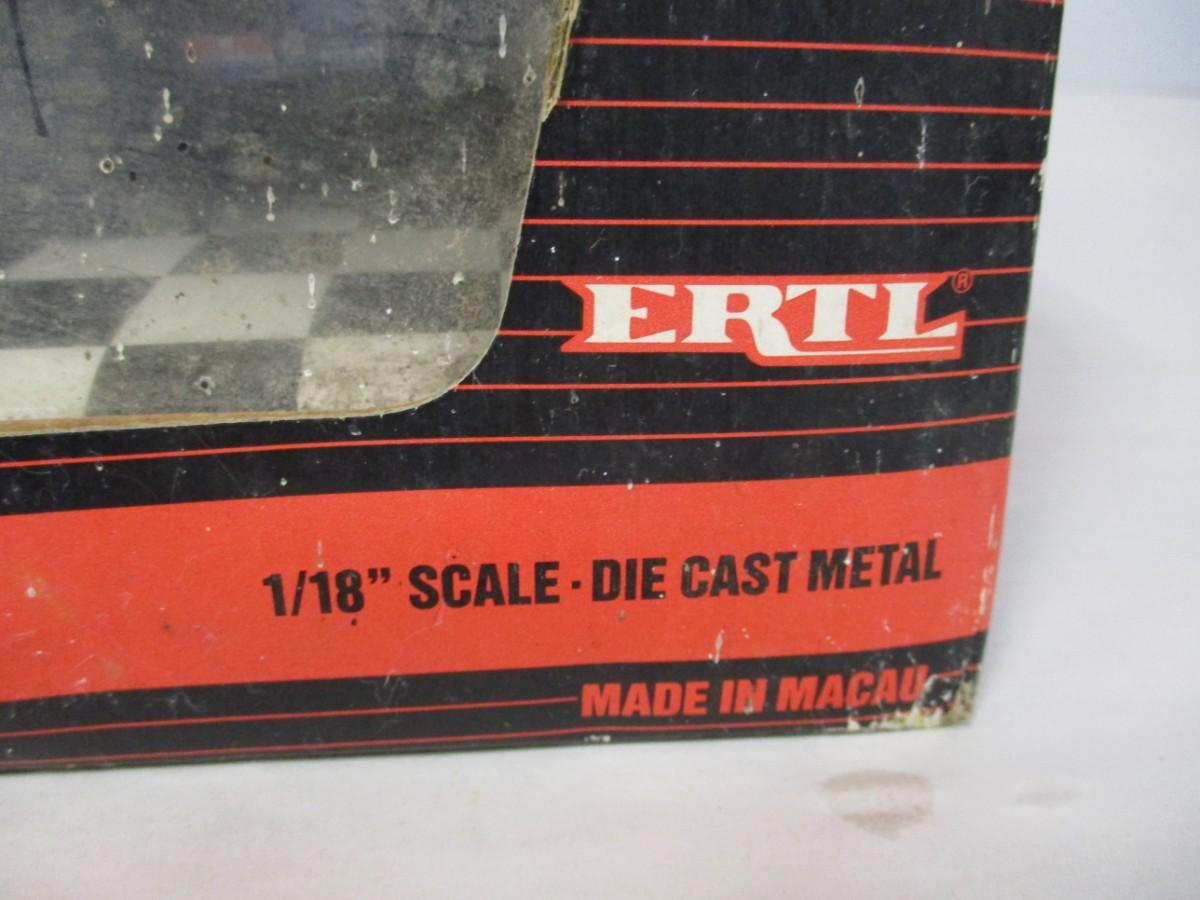 ERTL®
1/18” SCALE · DIE CAST METAL
MADE IN MACAU